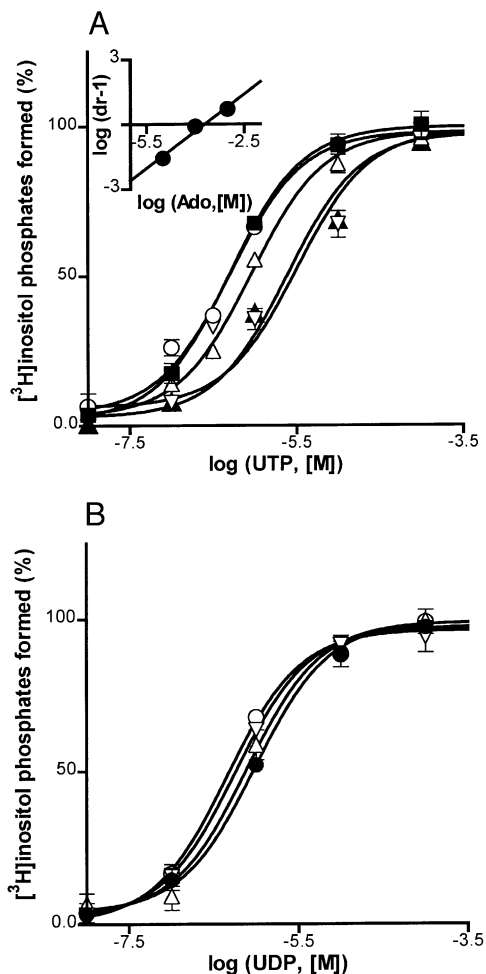 A
[³H]inositol phosphates formed (%)
100
50
0.0
3
-3
log (dr-1)
-5.5
-2.5
log (Ado,[M])
-7.5
-5.5
-3.5
log (UTP, [M])
B
[³H]inositol phosphates formed (%)
100
50
0.0
-7.5
-5.5
-3.5
log (UDP, [M])